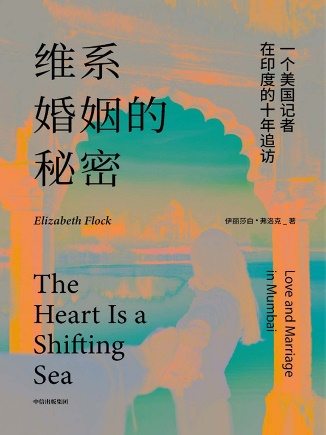 维系
婚姻的
秘密
一个美国记者
在印度的十年追访
Elizabeth Flock
伊丽莎白·弗洛克_著
The
Heart Is a
Shifting
Sea
Love and Marriage
in Mumbai
中信出版集团